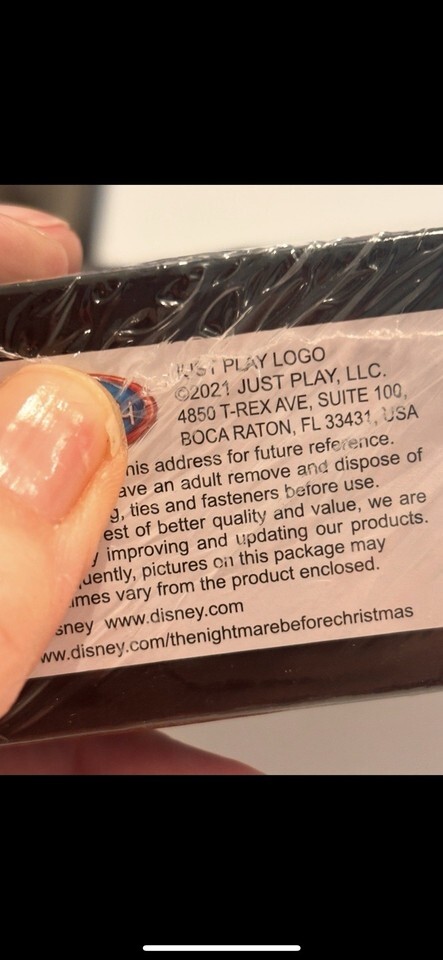 JUST PLAY LOGO
©2021 JUST PLAY, LLC.
4850 T-REX AVE, SUITE 100,
BOCA RATON, FL 33431, USA
his address for future reference.
ave an adult remove and dispose of
g, ties and fasteners before use.
est of better quality and value, we are
y improving and updating our products.
uently, pictures on this package may
mes vary from the product enclosed.
sney www.disney.com
ww.disney.com/thenightmarebeforechristmas